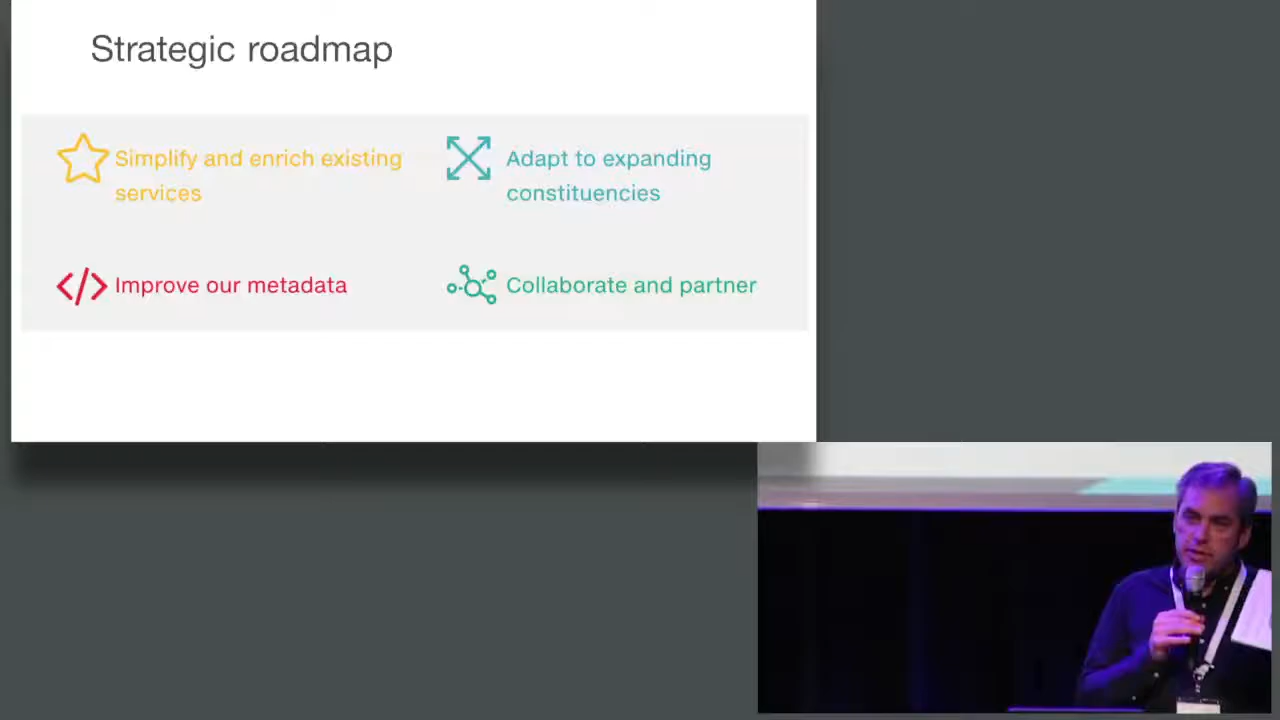 Strategic roadmap
Simplify and enrich existing
services
Adapt to expanding
constituencies
Improve our metadata
Collaborate and partner